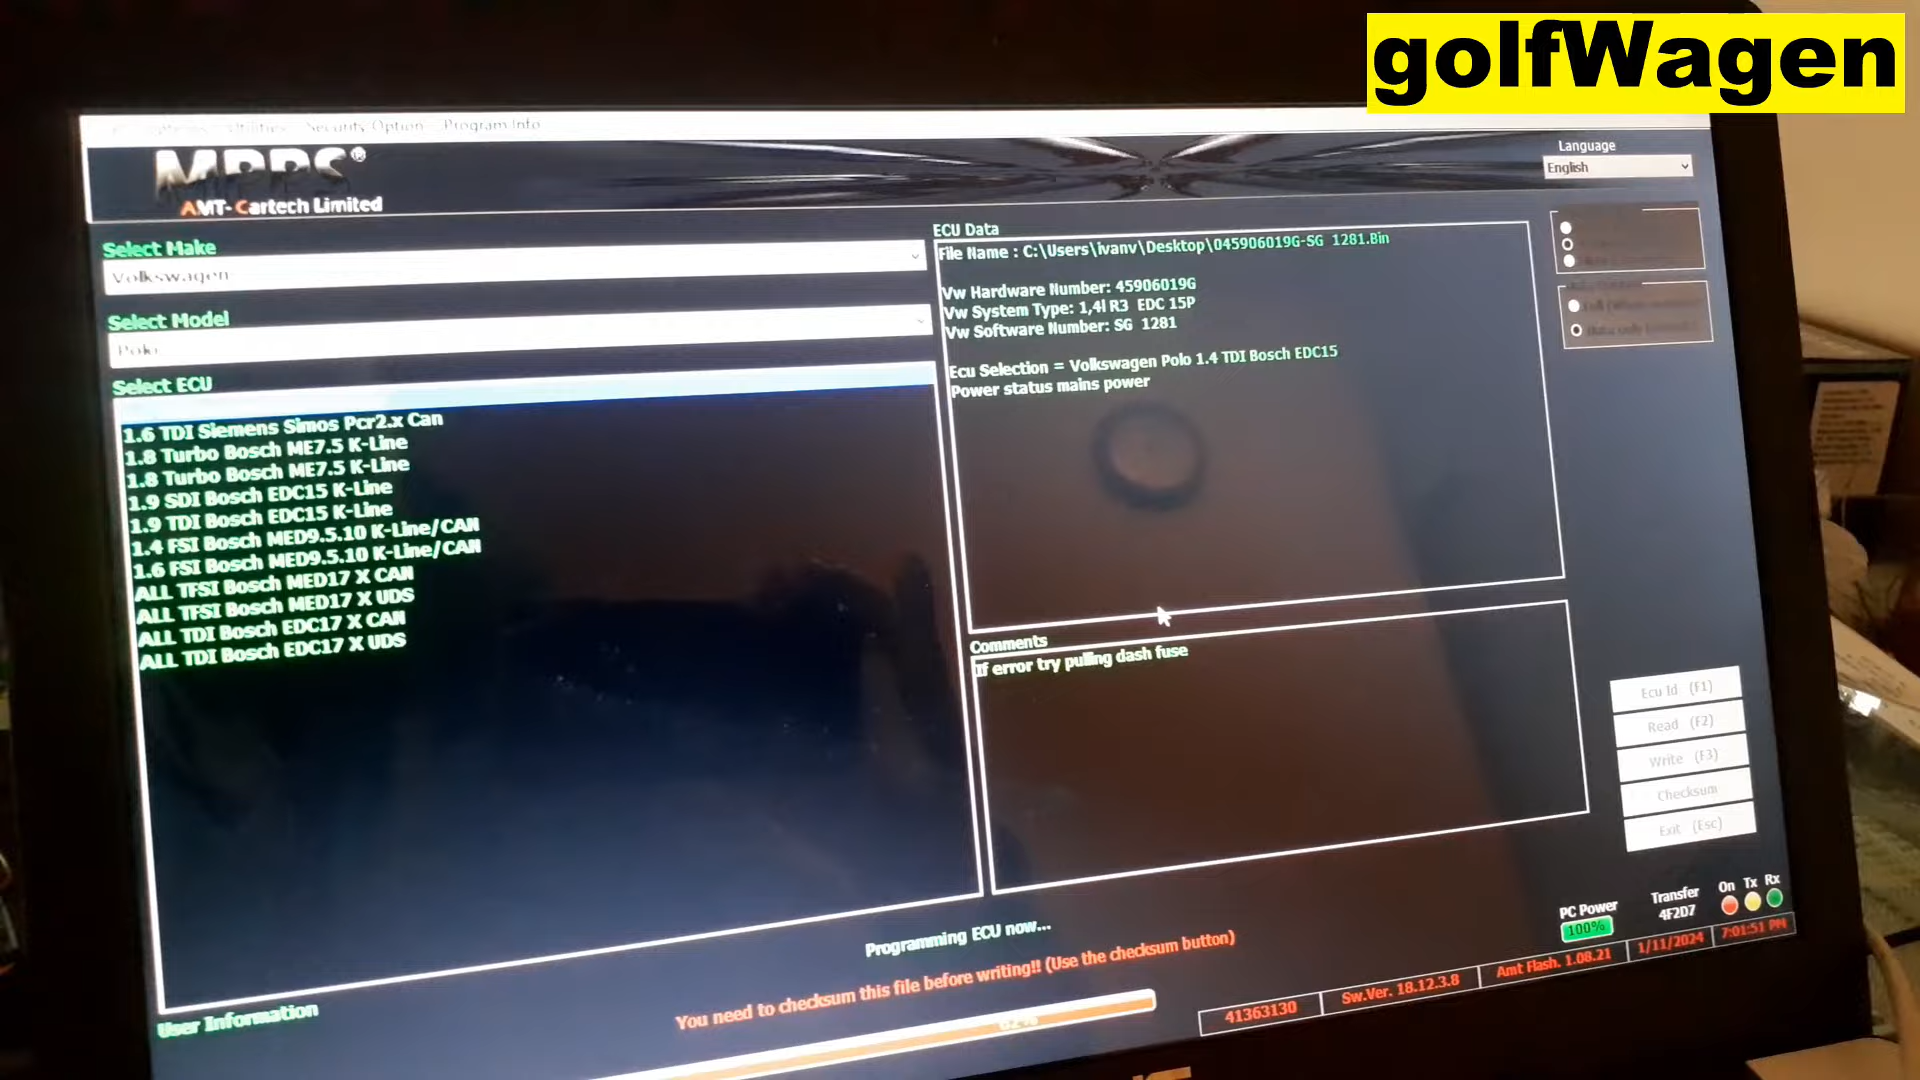 golfWagen
Security Option Program Info
MPPS®
AMT- Cartech Limited
Language
English
Select Make
Volkswagen
Select Model
Polo
Select ECU
1.6 TDI Siemens Simos Pcr2.x Can
1.8 Turbo Bosch ME7.5 K-Line
1.8 Turbo Bosch ME7.5 K-Line
1.9 SDI Bosch EDC15 K-Line
1.9 TDI Bosch EDC15 K-Line
1.4 FSI Bosch MED9.5.10 K-Line/CAN
1.6 FSI Bosch MED9.5.10 K-Line/CAN
ALL TFSI Bosch MED17 X CAN
ALL TFSI Bosch MED17 X UDS
ALL TDI Bosch EDC17 X CAN
ALL TDI Bosch EDC17 X UDS
ECU Data
File Name : C:\Users\ivanv\Desktop\045906019G-SG 1281.Bin
Vw Hardware Number: 45906019G
Vw System Type: 1,4l R3 EDC 15P
Vw Software Number: SG 1281
Ecu Selection = Volkswagen Polo 1.4 TDI Bosch EDC15
Power status mains power
Comments
If error try pulling dash fuse
Ecu Id (F1)
Read (F2)
Write (F3)
Checksum
Exit (Esc)
PC Power
100%
Transfer
4F2D7
On Tx Rx
Programming ECU now...
You need to checksum this file before writing!! (Use the checksum button)
User Information
82%
41363130
Sw.Ver. 18.12.3.8
Amt Flash. 1.08.21
1/11/2024
7:01:51 PM